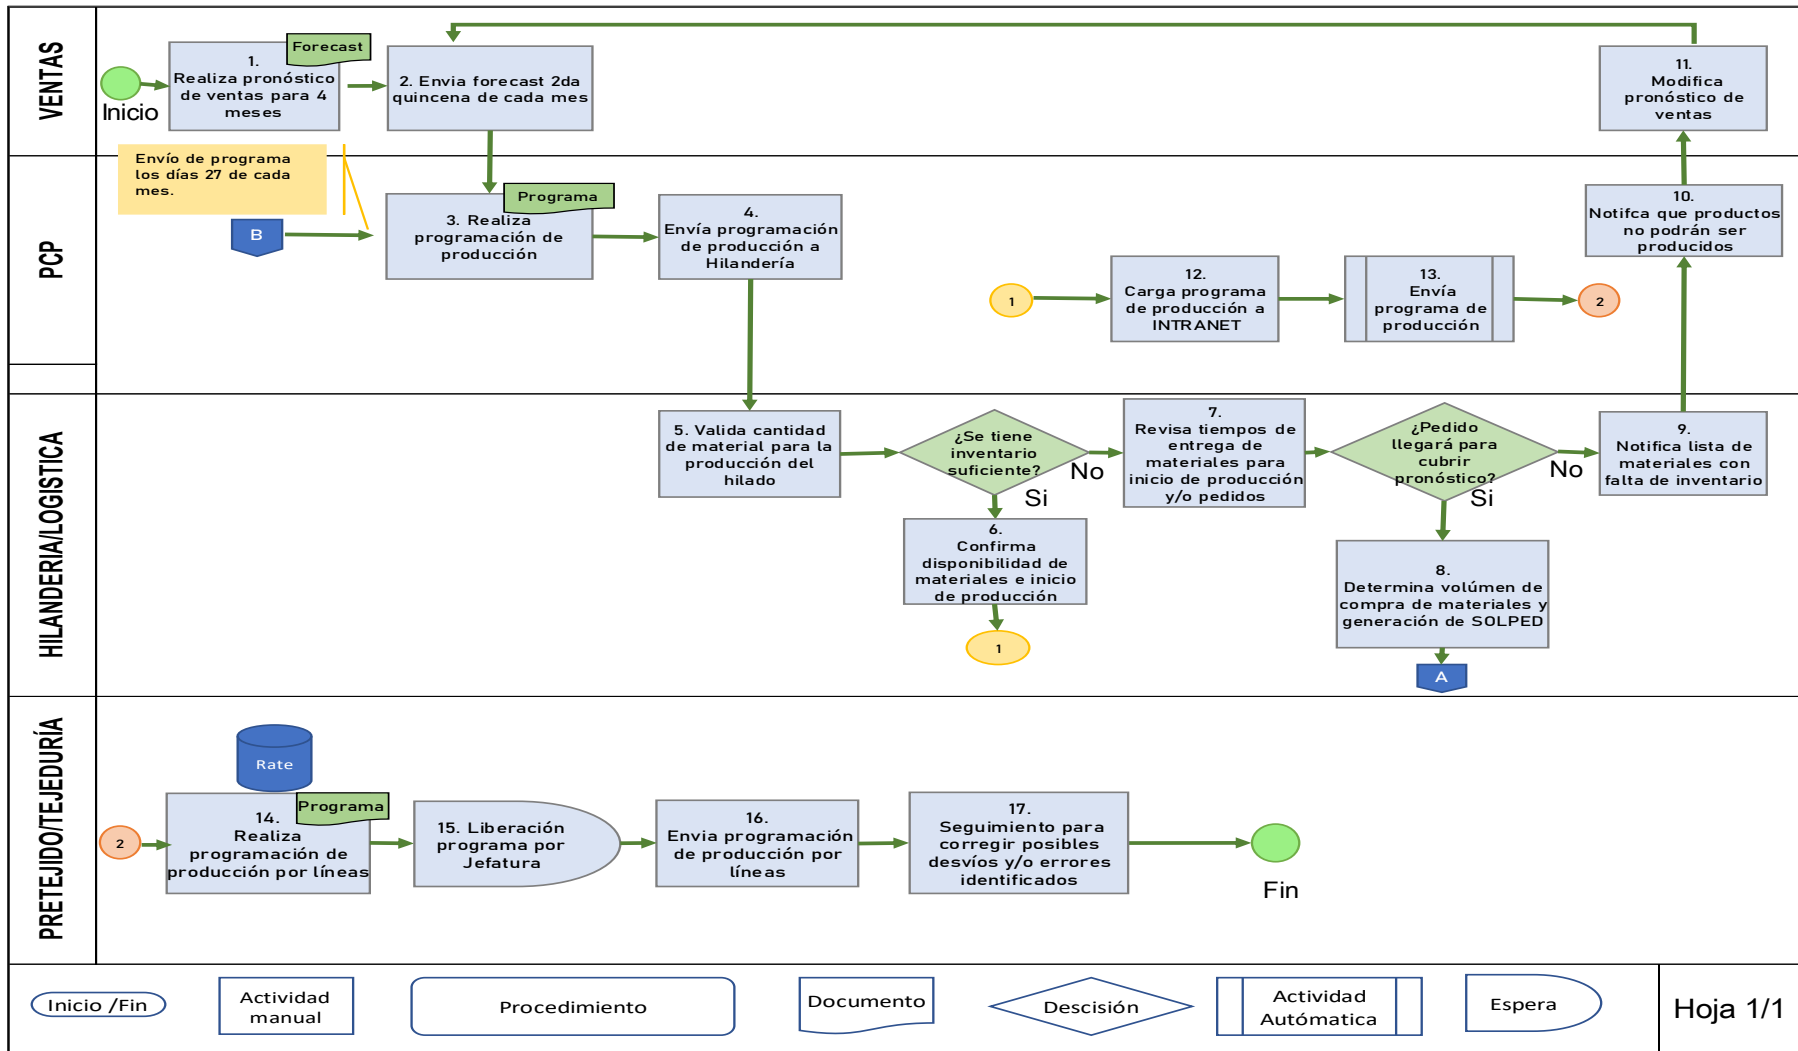 VENTAS
Inicio
1.
Realiza pronóstico
de ventas para 4
meses
Forecast
2. Envia forecast 2da
quincena de cada mes
11.
Modifica
pronóstico de
ventas
PCP
Envío de programa
los días 27 de cada
mes.
B
Programa
3. Realiza
programación de
producción
4.
Envía programación
de producción a
Hilandería
1
12.
Carga programa
de producción a
INTRANET
13.
Envía
programa de
producción
2
10.
Notifca que productos
no podrán ser
producidos
HILANDERIA/LOGISTICA
5. Valida cantidad
de material para la
producción del
hilado
¿Se tiene
inventario
suficiente?
No
Si
6.
Confirma
disponibilidad de
materiales e inicio
de producción
1
7.
Revisa tiempos de
entrega de
materiales para
inicio de producción
y/o pedidos
¿Pedido
llegará para
cubrir
pronóstico?
No
Si
8.
Determina volúmen de
compra de materiales y
generación de SOLPED
A
9.
Notifica lista de
materiales con
falta de inventario
PRETEJIDO/TEJEDURÍA
Rate
2
Programa
14.
Realiza
programación de
producción por líneas
15. Liberación
programa por
Jefatura
16.
Envia programación
de producción por
líneas
17.
Seguimiento para
corregir posibles
desvíos y/o errores
identificados
Fin
Inicio /Fin
Actividad
manual
Procedimiento
Documento
Descisión
Actividad
Autómatica
Espera
Hoja 1/1